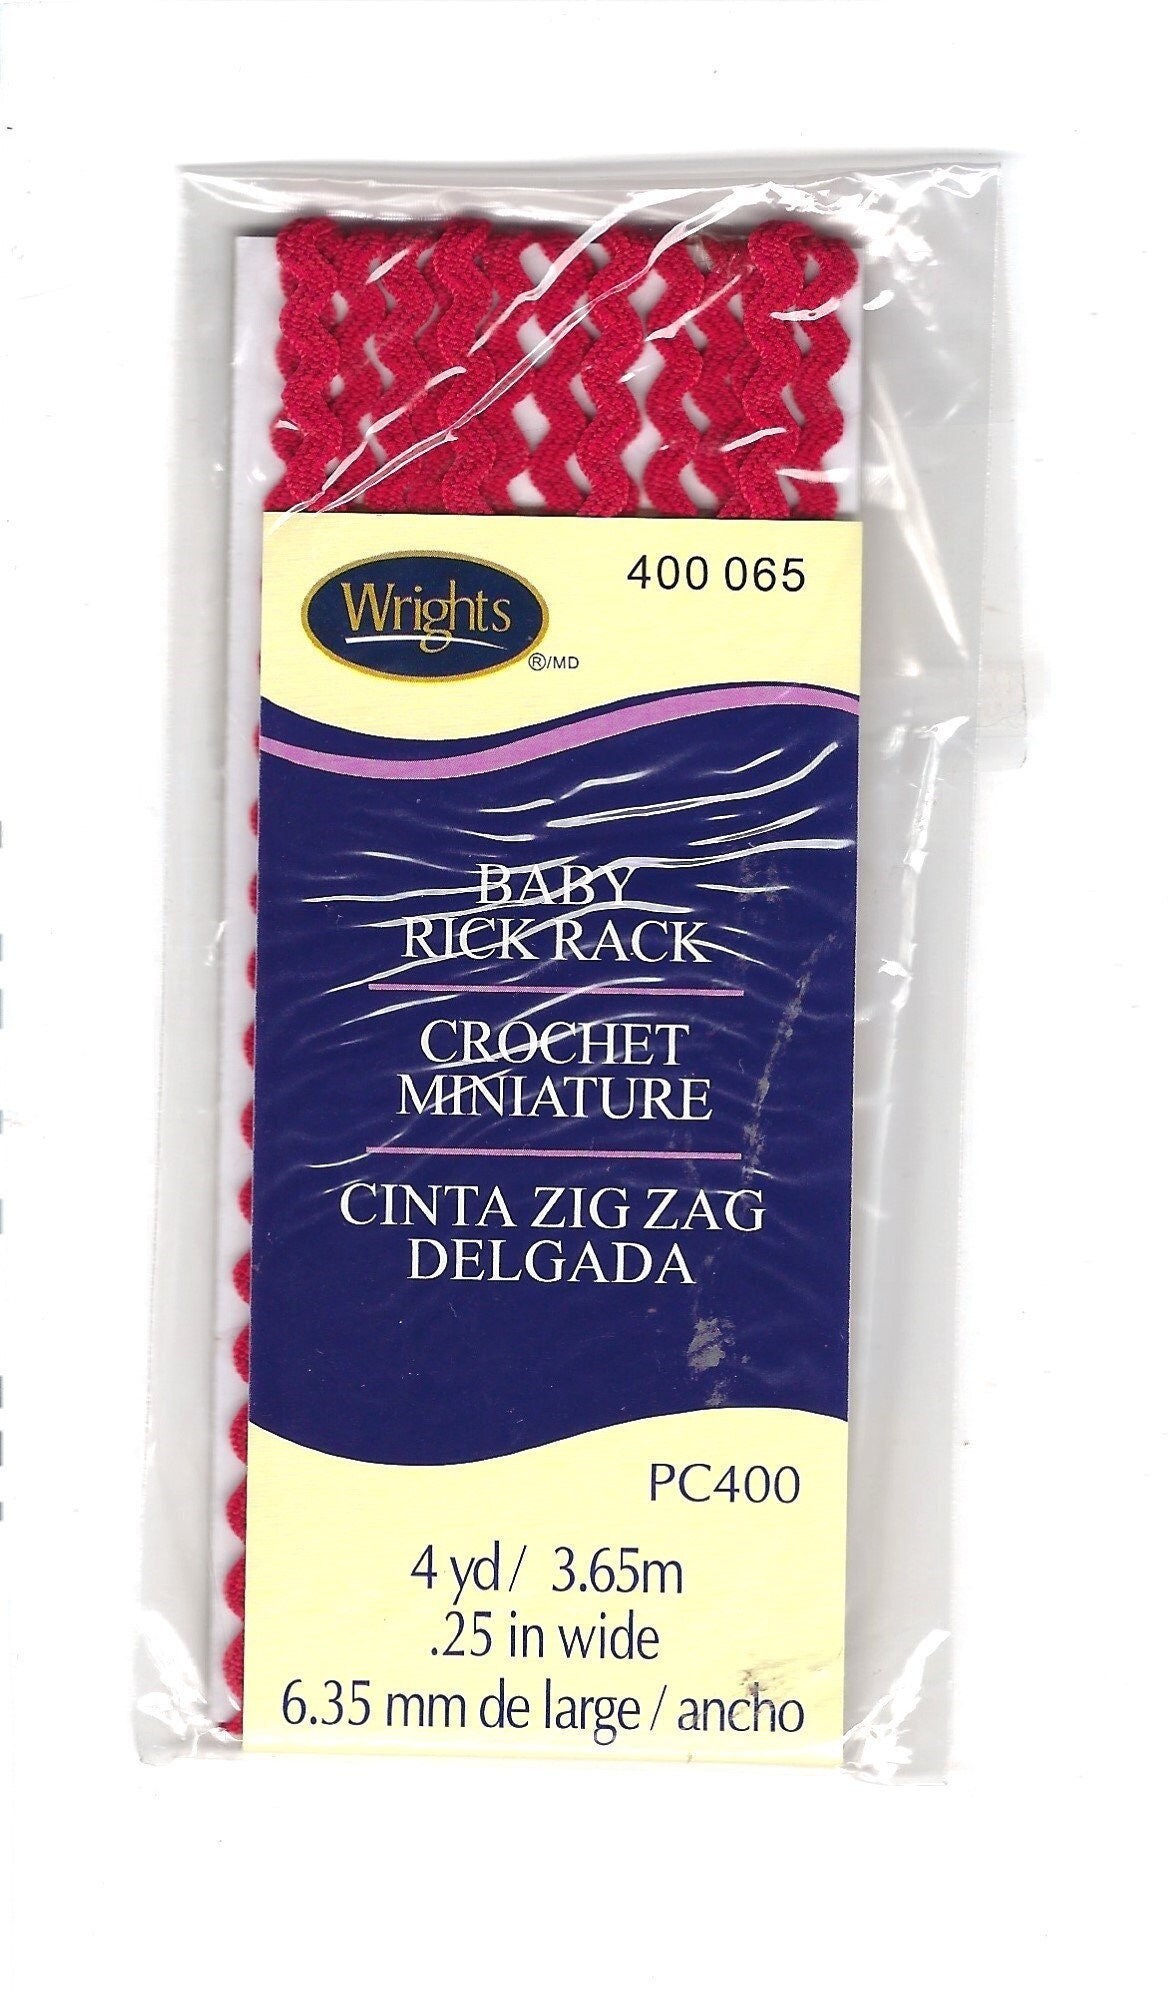 Wrights
®/MD
400 065
BABY
RICK RACK
CROCHET
MINIATURE
CINTA ZIG ZAG
DELGADA
PC400
4 yd / 3.65m
.25 in wide
6.35 mm de large / ancho